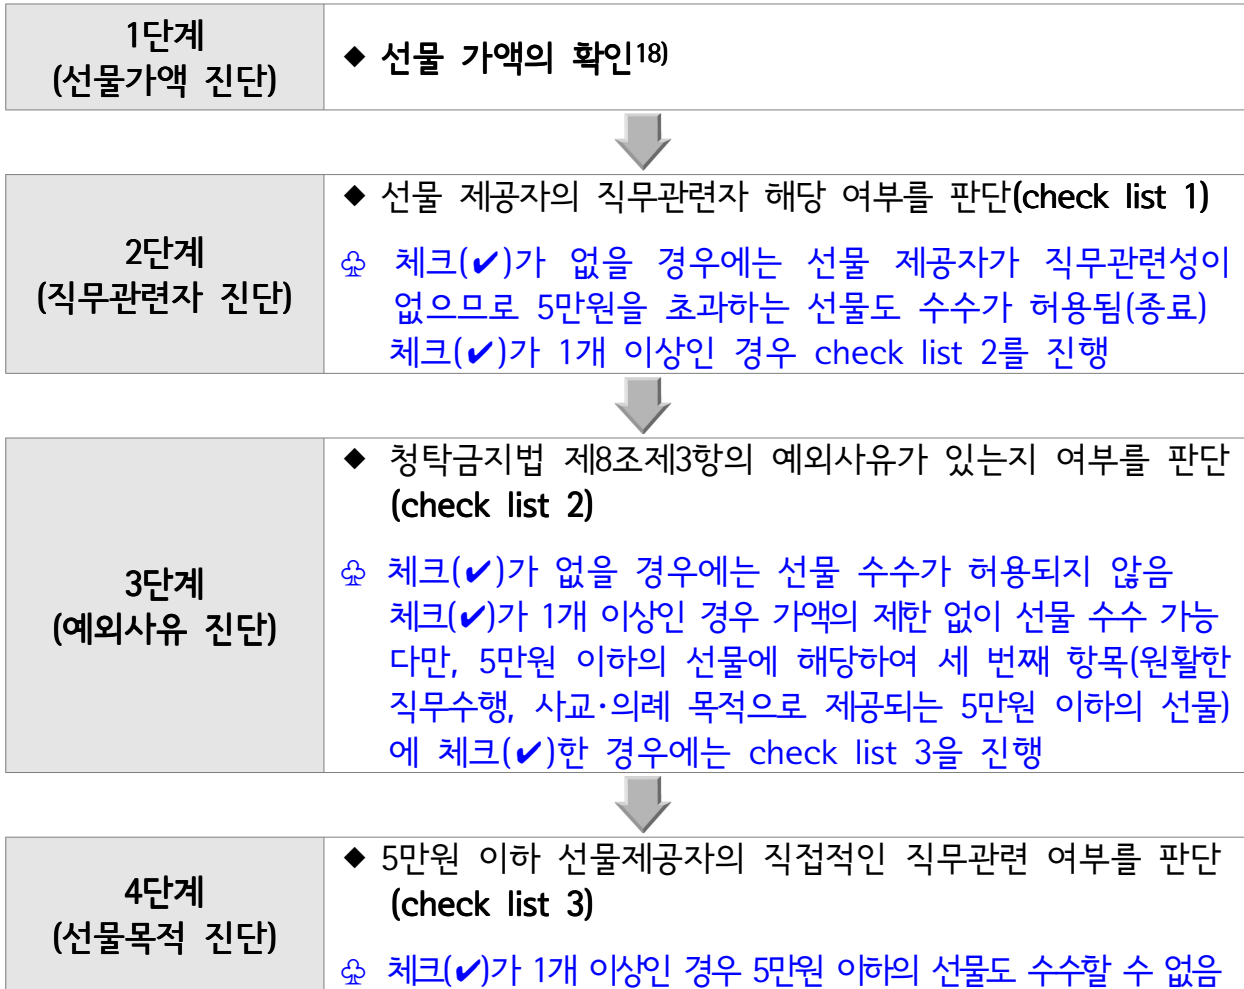 1단계
(선물가액 진단)
◆ 선물 가액의 확인18)
2단계
(직무관련자 진단)
◆ 선물 제공자의 직무관련자 해당 여부를 판단(check list 1)
♧ 체크(✔)가 없을 경우에는 선물 제공자가 직무관련성이
없으므로 5만원을 초과하는 선물도 수수가 허용됨(종료)
체크(✔)가 1개 이상인 경우 check list 2를 진행
3단계
(예외사유 진단)
◆ 청탁금지법 제8조제3항의 예외사유가 있는지 여부를 판단
(check list 2)
♧ 체크(✔)가 없을 경우에는 선물 수수가 허용되지 않음
체크(✔)가 1개 이상인 경우 가액의 제한 없이 선물 수수 가능
다만, 5만원 이하의 선물에 해당하여 세 번째 항목(원활한
직무수행, 사교·의례 목적으로 제공되는 5만원 이하의 선물)
에 체크(✔)한 경우에는 check list 3을 진행
4단계
(선물목적 진단)
◆ 5만원 이하 선물제공자의 직접적인 직무관련 여부를 판단
(check list 3)
♧ 체크(✔)가 1개 이상인 경우 5만원 이하의 선물도 수수할 수 없음